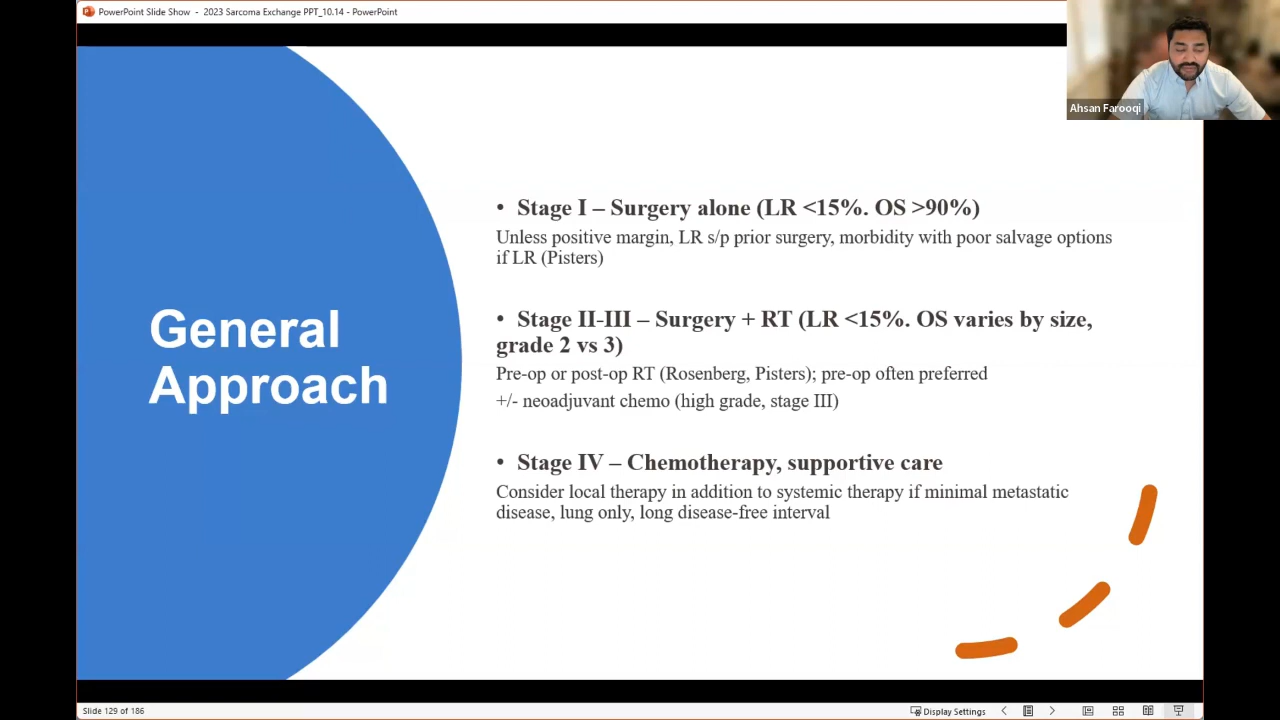 PowerPoint Slide Show - 2023 Sarcoma Exchange PPT_10.14 - PowerPoint
Ahsan Farooqi
General
Approach
• Stage I – Surgery alone (LR <15%. OS >90%)
Unless positive margin, LR s/p prior surgery, morbidity with poor salvage options
if LR (Pisters)
• Stage II-III – Surgery + RT (LR <15%. OS varies by size,
grade 2 vs 3)
Pre-op or post-op RT (Rosenberg, Pisters); pre-op often preferred
+/- neoadjuvant chemo (high grade, stage III)
• Stage IV – Chemotherapy, supportive care
Consider local therapy in addition to systemic therapy if minimal metastatic
disease, lung only, long disease-free interval
Slide 129 of 186
Display Settings